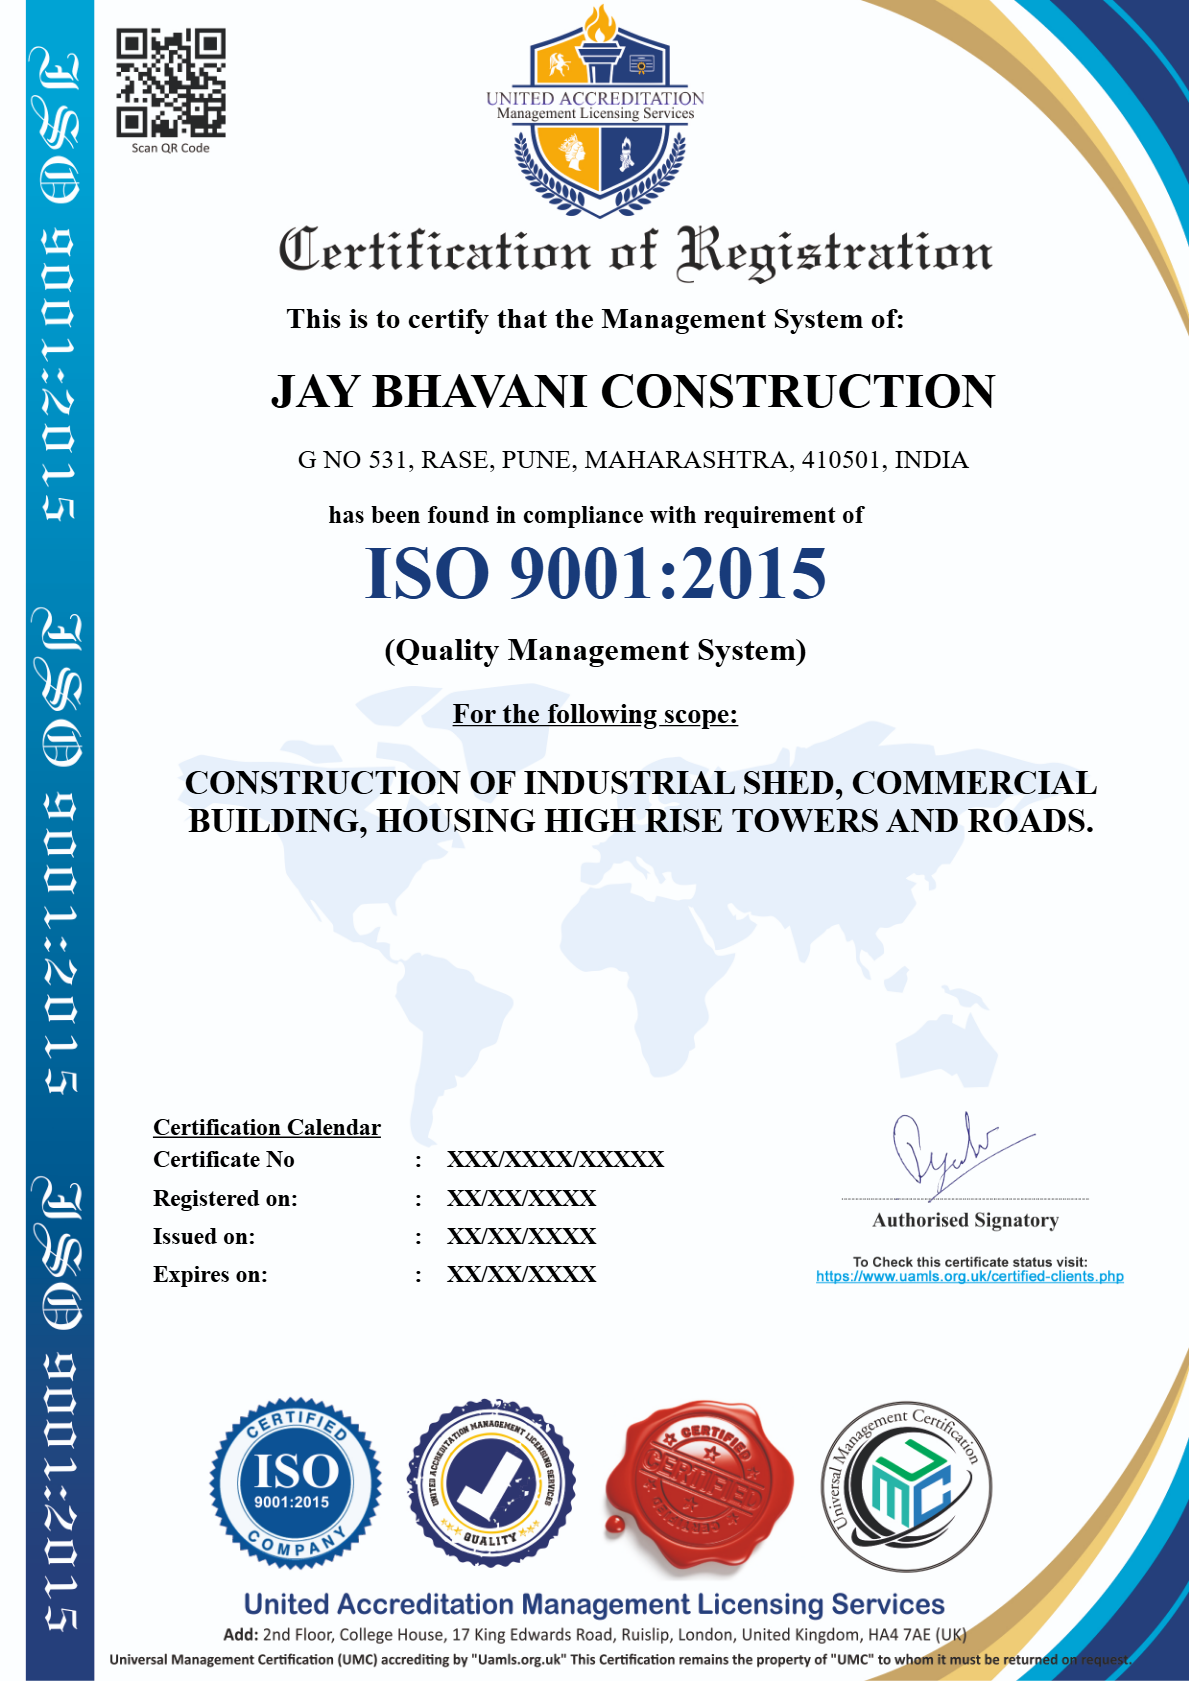 ISO 9001:2015 ISO 9001:2015 ISO 9001:2015
Scan QR Code
UNITED ACCREDITATION
Management Licensing Services
Certification of Registration
This is to certify that the Management System of:
JAY BHAVANI CONSTRUCTION
G NO 531, RASE, PUNE, MAHARASHTRA, 410501, INDIA
has been found in compliance with requirement of
ISO 9001:2015
(Quality Management System)
For the following scope:
CONSTRUCTION OF INDUSTRIAL SHED, COMMERCIAL
BUILDING, HOUSING HIGH RISE TOWERS AND ROADS.
Certification Calendar
Certificate No : XXX/XXXX/XXXXX
Registered on: : XX/XX/XXXX
Issued on: : XX/XX/XXXX
Expires on: : XX/XX/XXXX
Authorised Signatory
To Check this certificate status visit:
https://www.uamls.org.uk/certified-clients.php
CERTIFIED
ISO
9001:2015
COMPANY
UNITED ACCREDITATION MANAGEMENT LICENSING SERVICES
QUALITY
CERTIFIED
CERTIFIED
CERTIFIED
Universal Management Certification
UMC
United Accreditation Management Licensing Services
Add: 2nd Floor, College House, 17 King Edwards Road, Ruislip, London, United Kingdom, HA4 7AE (UK)
Universal Management Certification (UMC) accrediting by "Uamls.org.uk" This Certification remains the property of "UMC" to whom it must be returned on request.